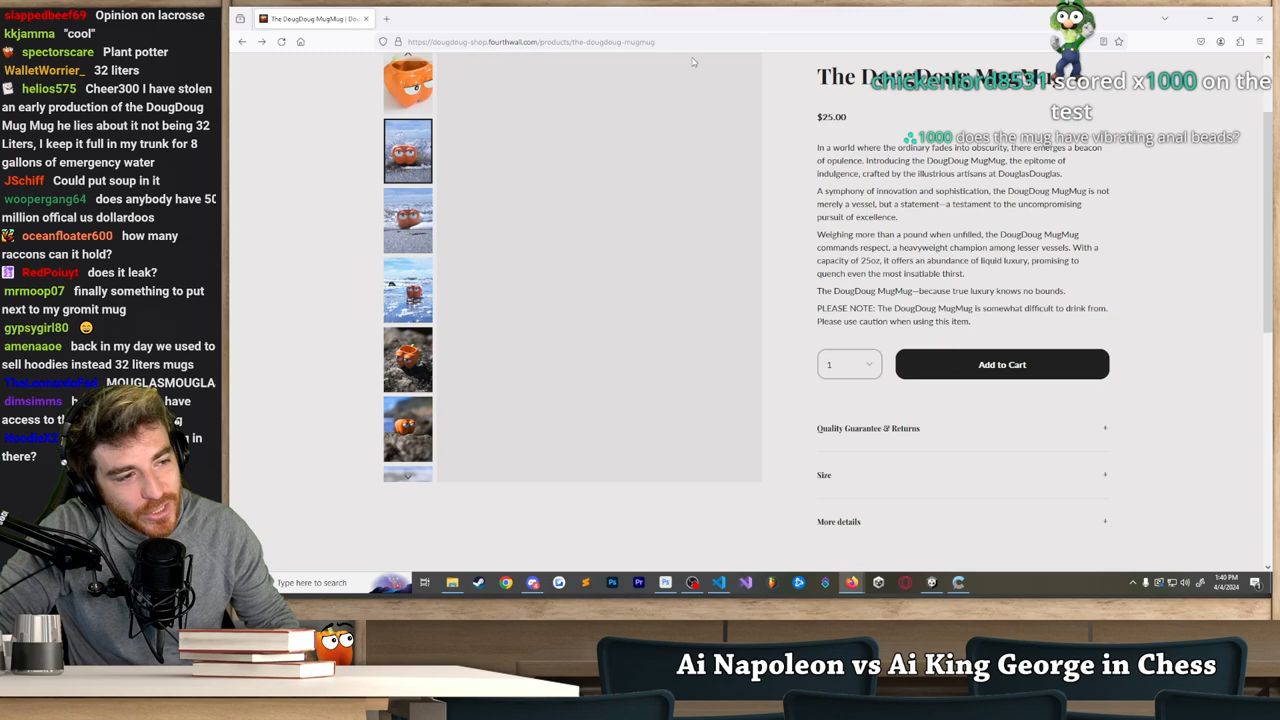 slappedbeef69 Opinion on lacrosse
kkjamma "cool"
spectorscare Plant potter
WalletWorrier_ 32 liters
helios575 Cheer300 I have stolen
an early production of the DougDoug
Mug Mug he lies about it not being 32
Liters, I keep it full in my trunk for 8
gallons of emergency water
JSchiff Could put soup in it
woopergang64 does anybody have 50
million offical us dollardoos
oceanfloater600 how many
raccons can it hold?
RedPoiuyt does it leak?
mrmoop07 finally something to put
next to my gromit mug
gypsygirl80
amenaaoe back in my day we used to
sell hoodies instead 32 liters mugs
MOUGLASMOUGLA
dimsimms have
access to
in
there?
The DougDoug MugMug | Dou
https://dougdoug-shop.fourthwall.com/products/the-dougdoug-mugmug
The DougDoug MugMug
chickenlord8531 scored x1000 on the
test
1000 does the mug have vibrating anal beads?
$25.00
In a world where the ordinary fades into obscurity, there emerges a beacon
of opulence. Introducing the DougDoug MugMug, the epitome of
indulgence, crafted by the illustrious artisans at DouglasDouglas.
A symphony of innovation and sophistication, the DougDoug MugMug is not
merely a vessel, but a statement—a testament to the uncompromising
pursuit of excellence.
Weighing more than a pound when unfilled, the DougDoug MugMug
commands respect, a heavyweight champion among lesser vessels. With a
capacity of 25oz, it offers an abundance of liquid luxury, promising to
quench even the most insatiable thirst.
The DougDoug MugMug—because true luxury knows no bounds.
PLEASE NOTE: The DougDoug MugMug is somewhat difficult to drink from.
Please use caution when using this item.
1
Add to Cart
Quality Guarantee & Returns +
Size +
More details +
Type here to search
1:40 PM
4/4/2024
Ai Napoleon vs Ai King George in Chess